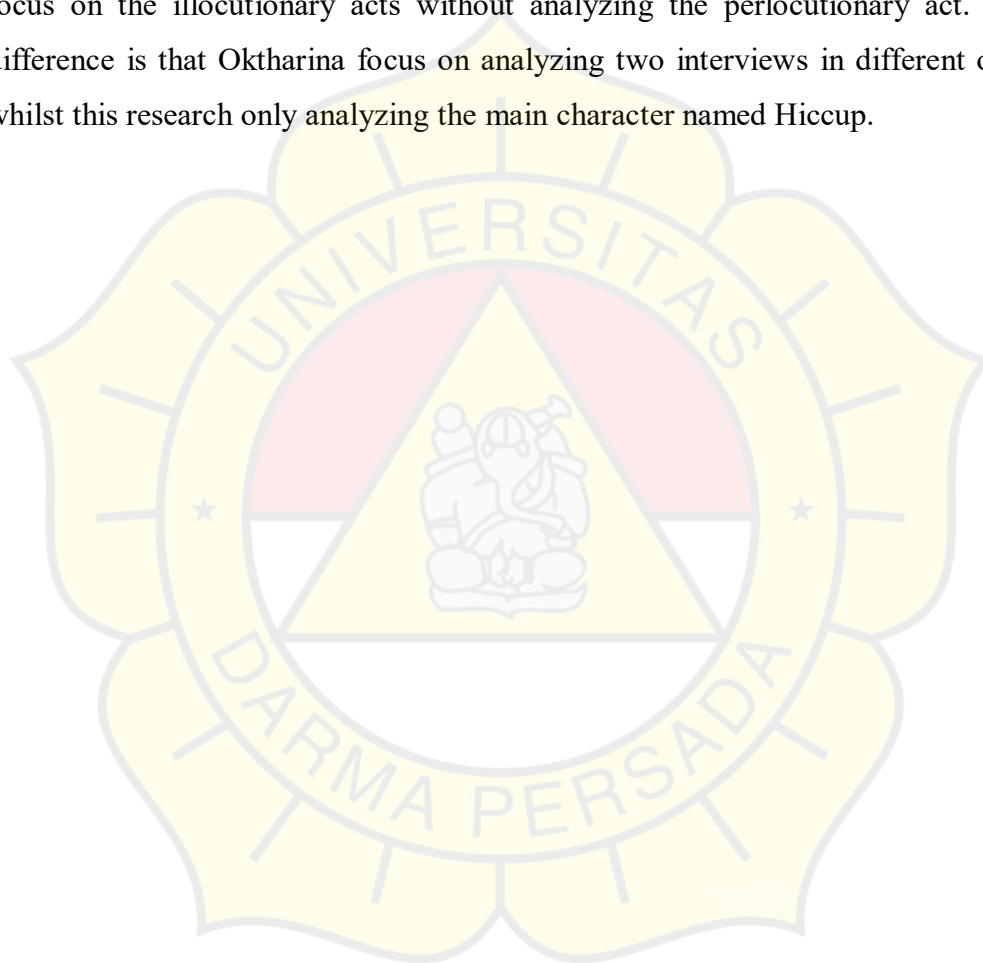 focus on the illocutionary acts without analyzing the perlocutionary act.
difference is that Oktharina focus on analyzing two interviews in different
whilst this research only analyzing the main character named Hiccup.
UNIVERSITAS
DARMA PERSADA